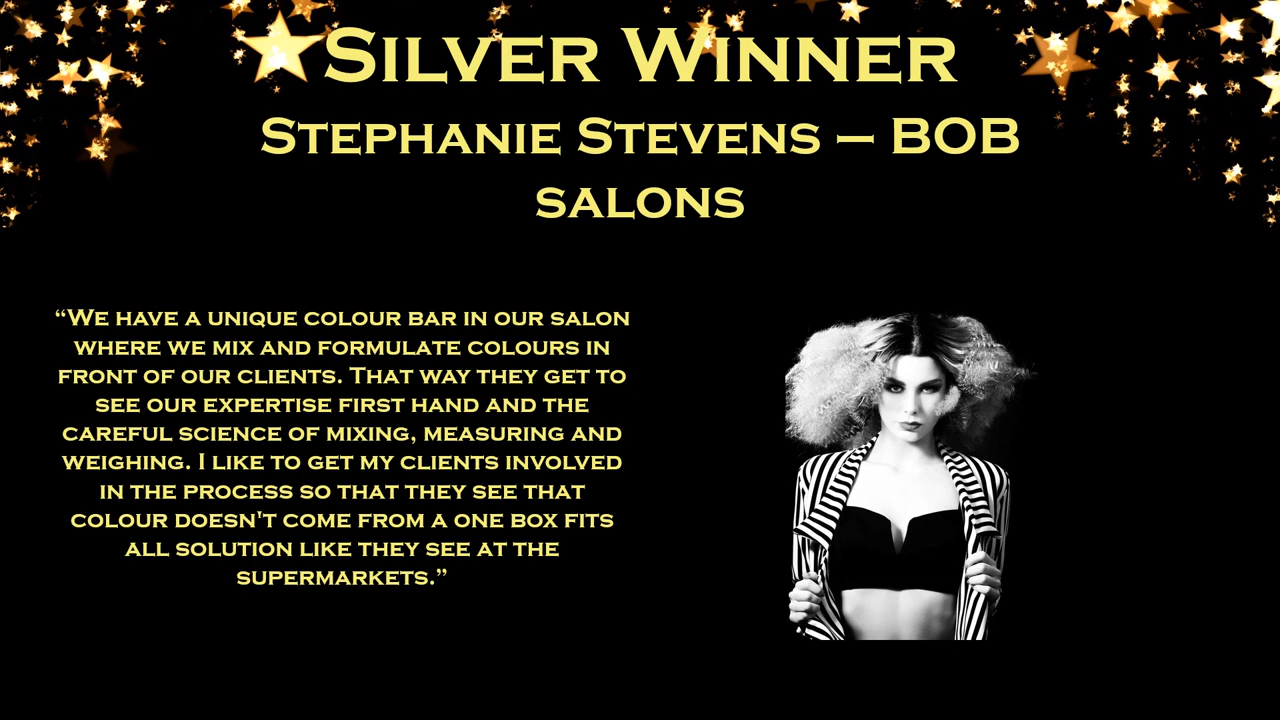 Silver Winner
Stephanie Stevens – BOB
salons
“We have a unique colour bar in our salon
where we mix and formulate colours in
front of our clients. That way they get to
see our expertise first hand and the
careful science of mixing, measuring and
weighing. I like to get my clients involved
in the process so that they see that
colour doesn't come from a one box fits
all solution like they see at the
supermarkets.”